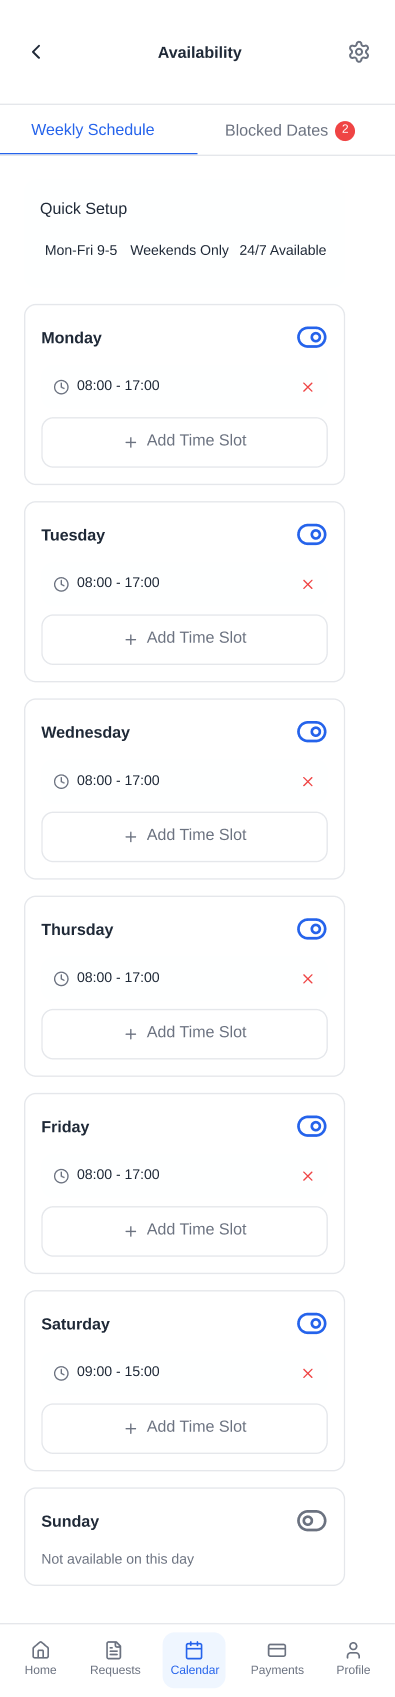 Availability
Weekly Schedule
Blocked Dates 2
Quick Setup
Mon-Fri 9-5 Weekends Only 24/7 Available
Monday
08:00 - 17:00
Add Time Slot
Tuesday
08:00 - 17:00
Add Time Slot
Wednesday
08:00 - 17:00
Add Time Slot
Thursday
08:00 - 17:00
Add Time Slot
Friday
08:00 - 17:00
Add Time Slot
Saturday
09:00 - 15:00
Add Time Slot
Sunday
Not available on this day
Home Requests Calendar Payments Profile